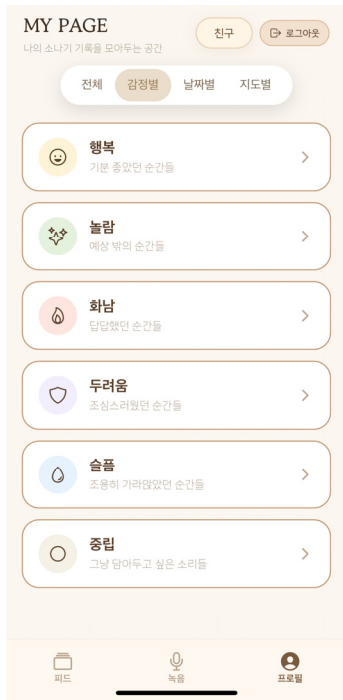 MY PAGE
나의 소나기 기록을 모아두는 공간
친구
로그아웃
전체
감정별
날짜별
지도별
행복
기분 좋았던 순간들
놀람
예상 밖의 순간들
화남
답답했던 순간들
두려움
조심스러웠던 순간들
슬픔
조용히 가라앉았던 순간들
중립
그냥 담아두고 싶은 소리들
피드
녹음
프로필